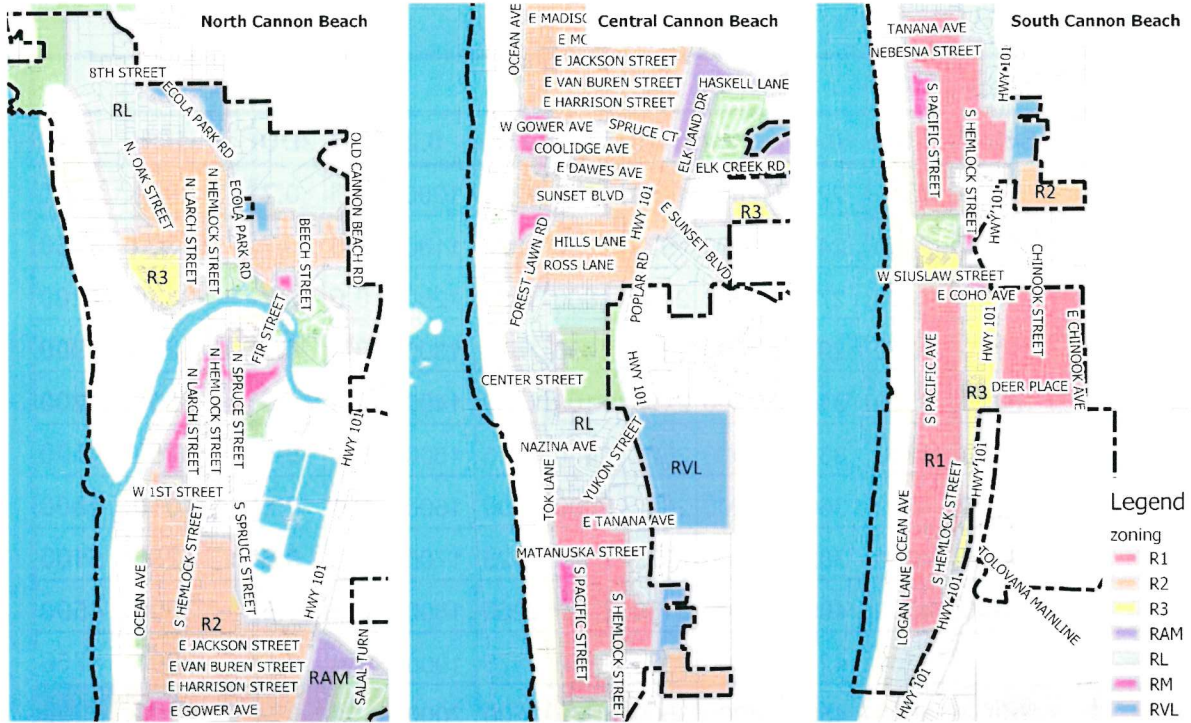 North Cannon Beach
8TH STREET
ECOLA PARK RD
RL
OLD CANNON BEACH RD
N. OAK STREET
N LARCH STREET
N HEMLOCK STREET
ECOLA PARK RD
BEECH STREET
R3
FIR STREET
N SPRUCE STREET
N HEMLOCK STREET
N LARCH STREET
HWY 101
W 1ST STREET
S SPRUCE STREET
S HEMLOCK STREET
OCEAN AVE
HWY 101
R2
E JACKSON STREET
E VAN BUREN STREET
RAM
E HARRISON STREET
SALAL TURN
E GOWER AVE
Central Cannon Beach
OCEAN AVE
E MADISC
E MC
E JACKSON STREET
E VAN BUREN STREET
HASKELL LANE
E HARRISON STREET
W GOWER AVE
SPRUCE CT
ELK LAND DR
COOLIDGE AVE
E DAWES AVE
ELK CREEK RD
SUNSET BLVD
HWY 101
R3
E SUNSET BLVD
FOREST LAWN RD
HILLS LANE
ROSS LANE
POPLAR RD
CENTER STREET
HWY 101
RL
NAZINA AVE
YUKON STREET
RVL
TOK LANE
E TANANA AVE
MATANUSKA STREET
S PACIFIC STREET
S HEMLOCK STREET
South Cannon Beach
TANANA AVE
NEBESNA STREET
HWY 101
S PACIFIC STREET
S HEMLOCK STREET
R2
HWY 101
W SIUSLAW STREET
E COHO AVE
CHINOOK STREET
HWY 101
E CHINOOK AVE
S PACIFIC AVE
DEER PLACE
R3
R1
HWY 101
S HEMLOCK STREET
LOGAN LANE OCEAN AVE
HWY 101
TOLOVANA MAINLINE
HWY 101
Legend
zoning
R1
R2
R3
RAM
RL
RM
RVL